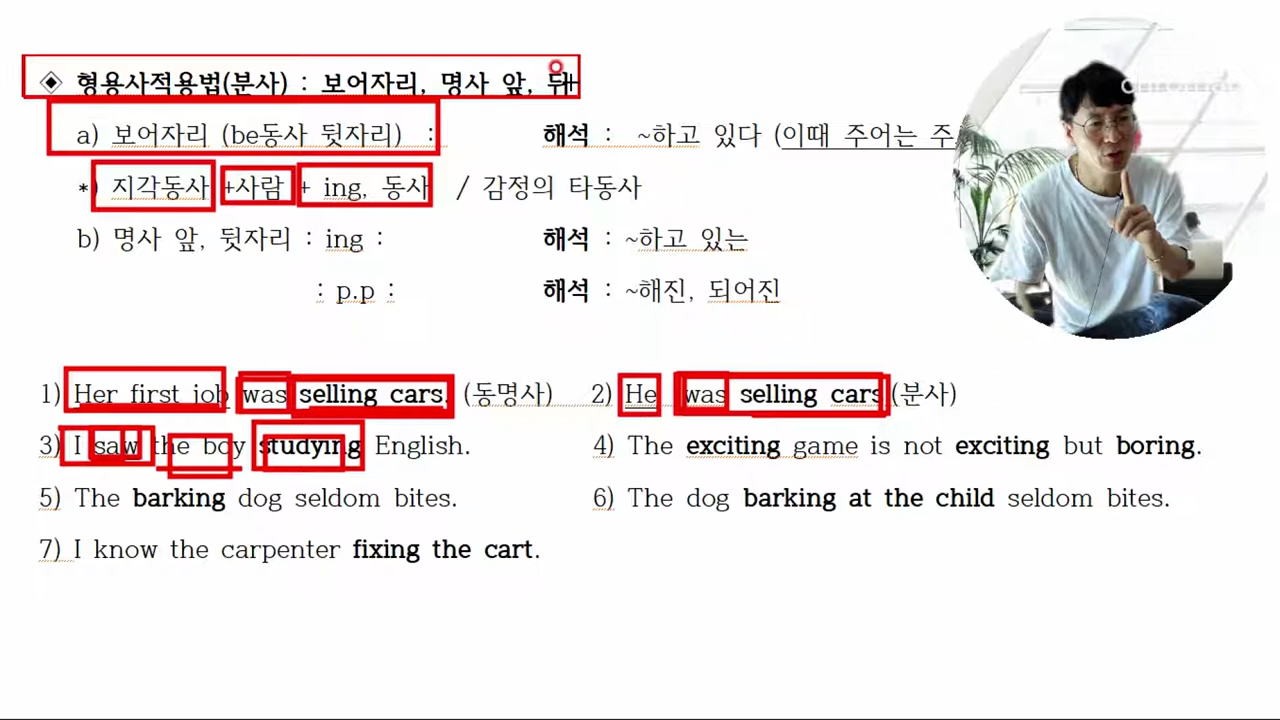 ◈ 형용사적용법(분사) : 보어자리, 명사 앞, 뒤
a) 보어자리 (be동사 뒷자리) : 해석 : ~하고 있다 (이때 주어는 주
*) 지각동사 +사람 + ing, 동사 / 감정의 타동사
b) 명사 앞, 뒷자리 : ing : 해석 : ~하고 있는
: p.p : 해석 : ~해진, 되어진
1) Her first job was selling cars. (동명사) 2) He was selling cars (분사)
3) I saw the boy studying English. 4) The exciting game is not exciting but boring.
5) The barking dog seldom bites. 6) The dog barking at the child seldom bites.
7) I know the carpenter fixing the cart.